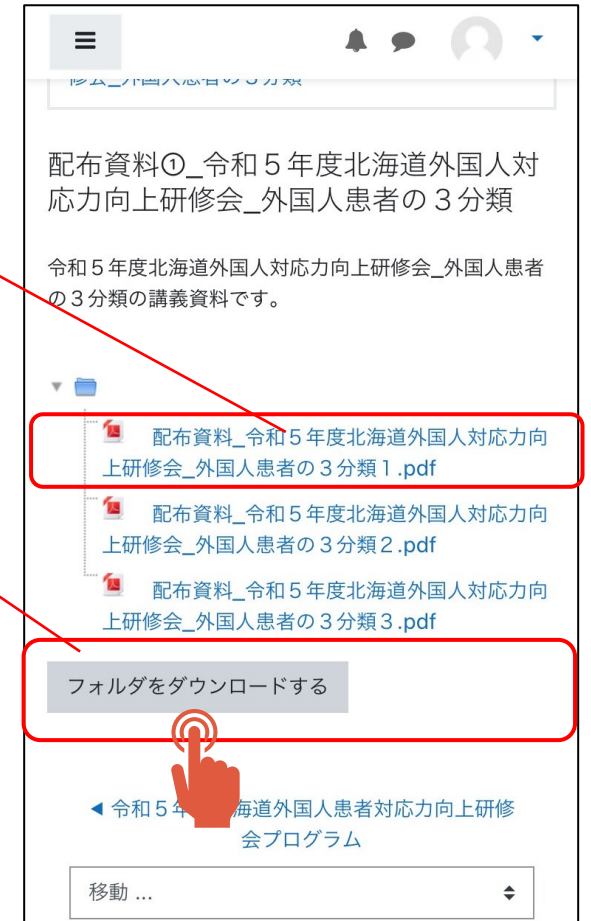 配布資料①_令和５年度北海道外国人対
応力向上研修会_外国人患者の３分類
令和５年度北海道外国人対応力向上研修会_外国人患者
の３分類の講義資料です。
配布資料_令和５年度北海道外国人対応力向
上研修会_外国人患者の３分類１.pdf
配布資料_令和５年度北海道外国人対応力向
上研修会_外国人患者の３分類２.pdf
配布資料_令和５年度北海道外国人対応力向
上研修会_外国人患者の３分類３.pdf
フォルダをダウンロードする
◀ 令和５年 海道外国人患者対応力向上研修
会プログラム
移動 ...